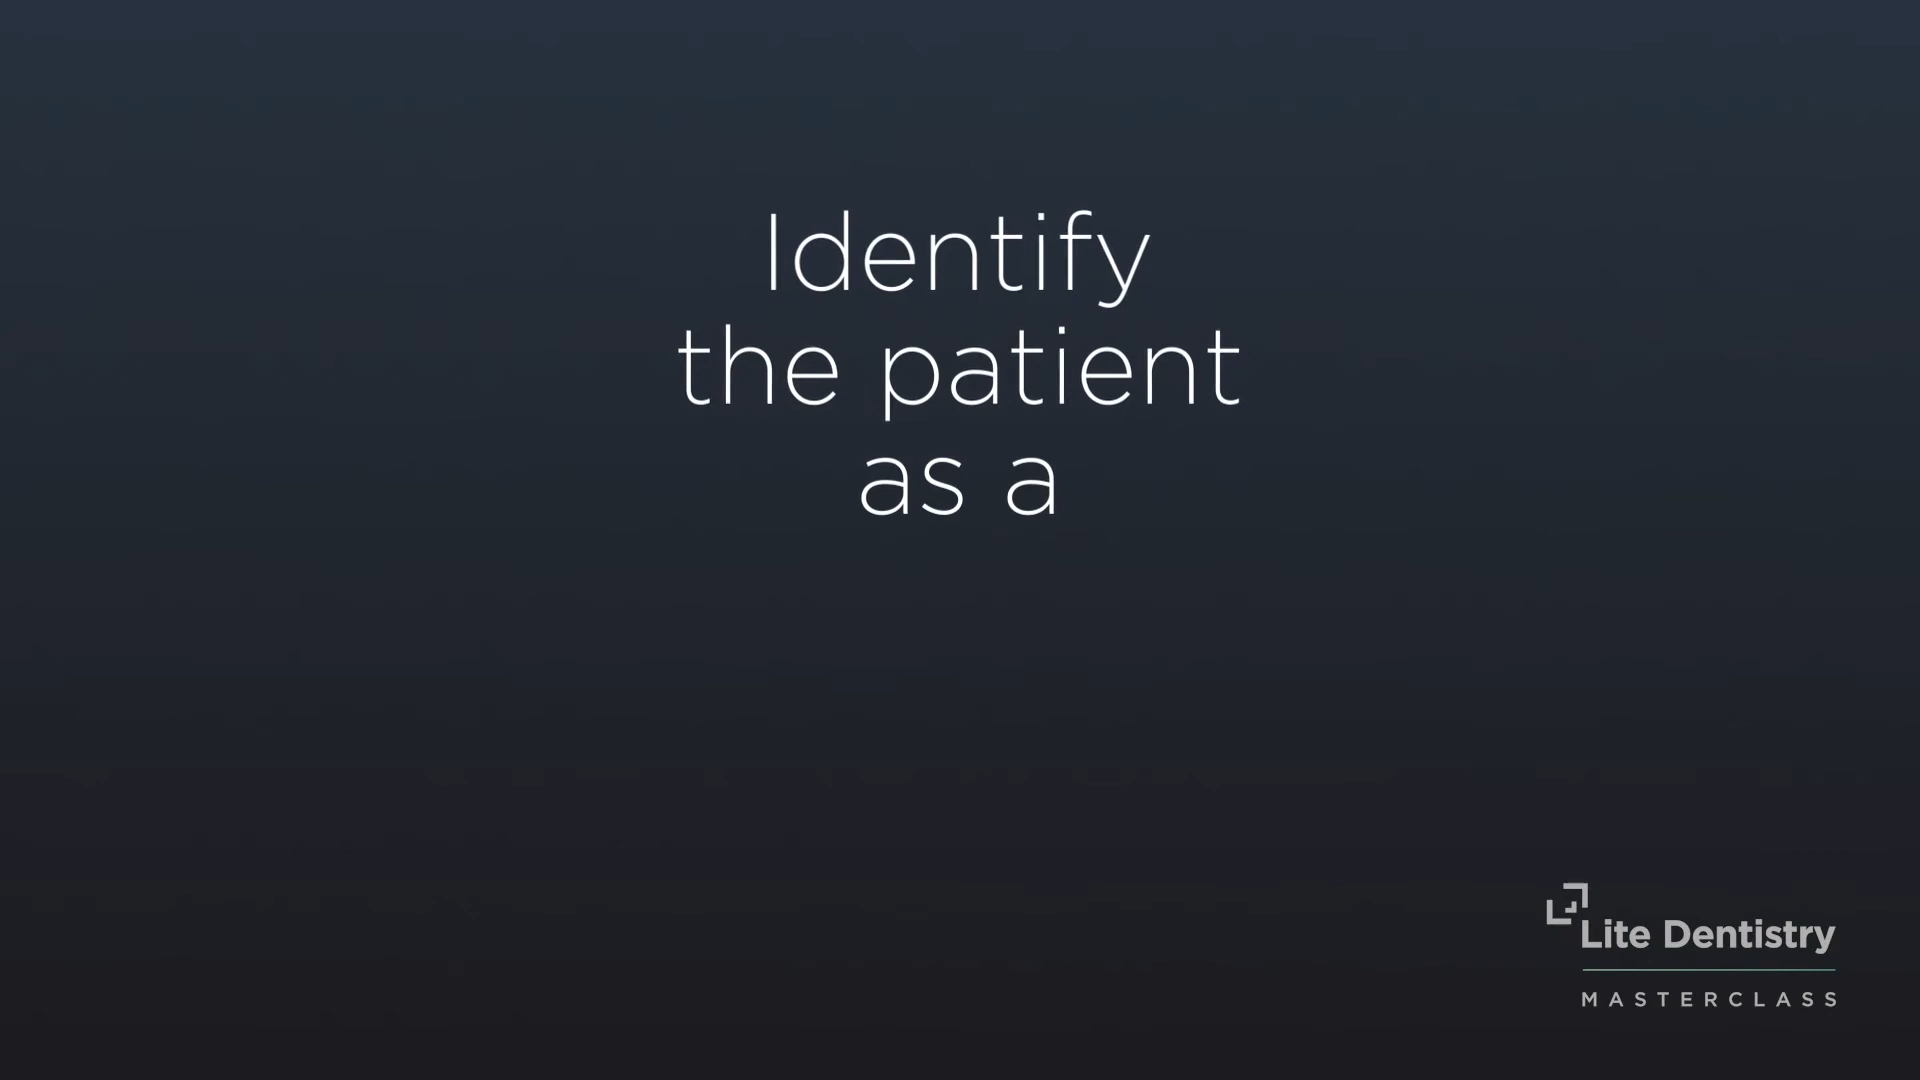 Identify
the patient
as a
Lite Dentistry
MASTERCLASS